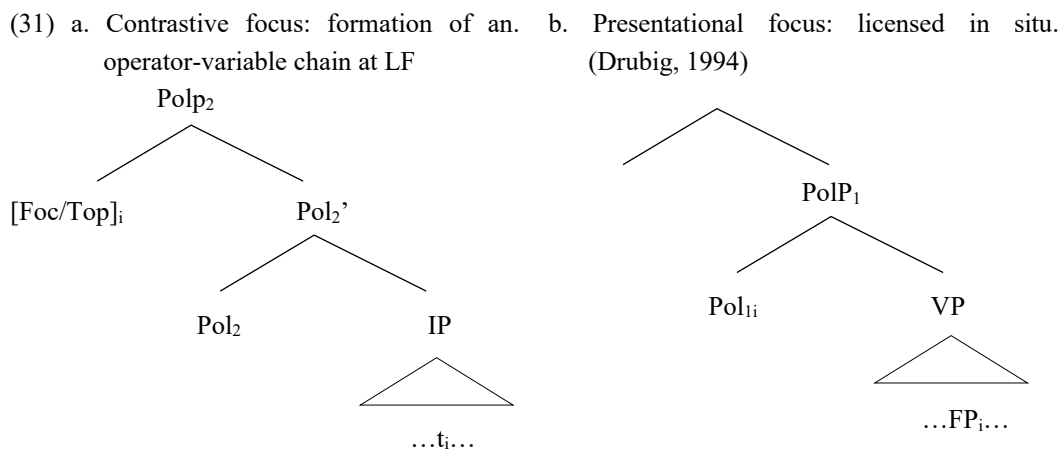 (31) a. Contrastive focus: formation of an. b. Presentational focus: licensed in situ.
operator-variable chain at LF (Drubig, 1994)
Polp₂
PolP₁
[Foc/Top]ᵢ Pol₂’
Pol₂ IP Pol₁ᵢ VP
…tᵢ… …FPᵢ…